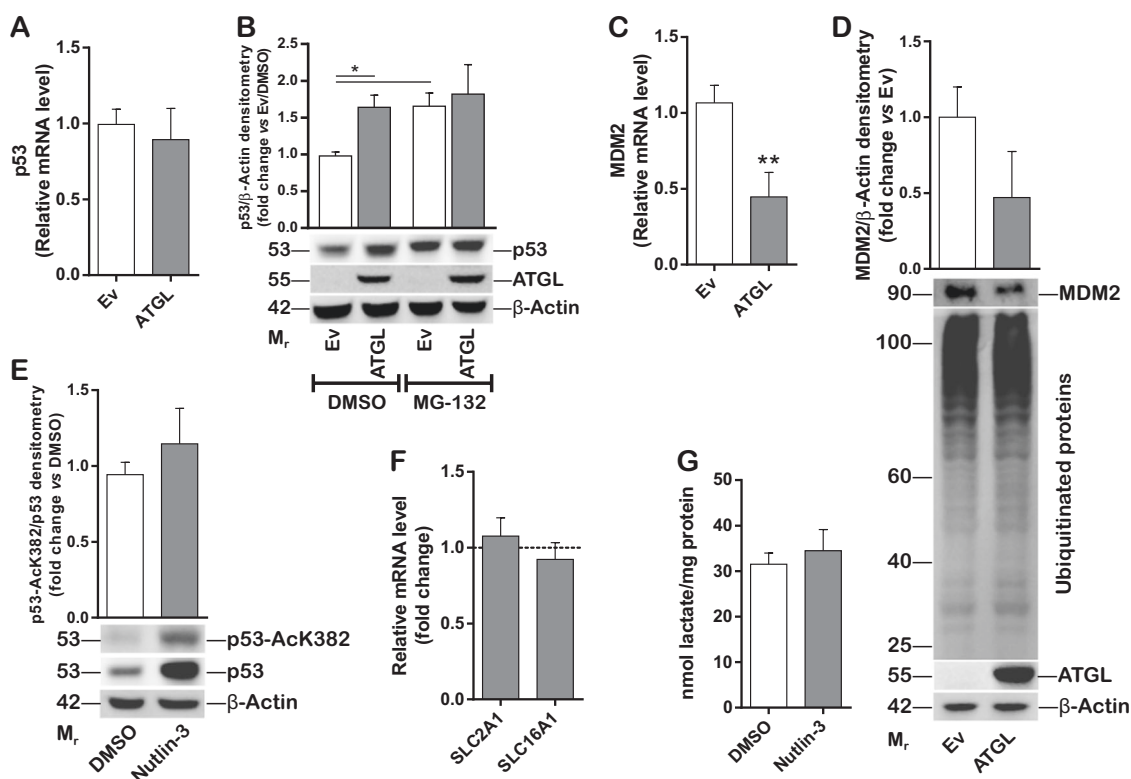 A
p53
(Relative mRNA level)
1.5
1.0
0.5
0.0
Ev
ATGL
B
p53/β-Actin densitometry
(fold change vs Ev/DMSO)
2.5
2.0
1.5
1.0
0.5
0.0
*
53
p53
55
ATGL
42
β-Actin
Mr
Ev
ATGL
Ev
ATGL
DMSO
MG-132
C
MDM2
(Relative mRNA level)
1.5
1.0
0.5
0.0
**
Ev
ATGL
D
MDM2/β-Actin densitometry
(fold change vs Ev)
1.5
1.0
0.5
0.0
90
MDM2
100
60
40
25
Ubiquitinated proteins
55
ATGL
42
β-Actin
Mr
Ev
ATGL
E
p53-AcK382/p53 densitometry
(fold change vs DMSO)
1.5
1.0
0.5
0.0
53
p53-AcK382
53
p53
42
β-Actin
Mr
DMSO
Nutlin-3
F
Relative mRNA level
(fold change)
1.5
1.0
0.5
0.0
SLC2A1
SLC16A1
G
nmol lactate/mg protein
50
40
30
20
10
0
DMSO
Nutlin-3